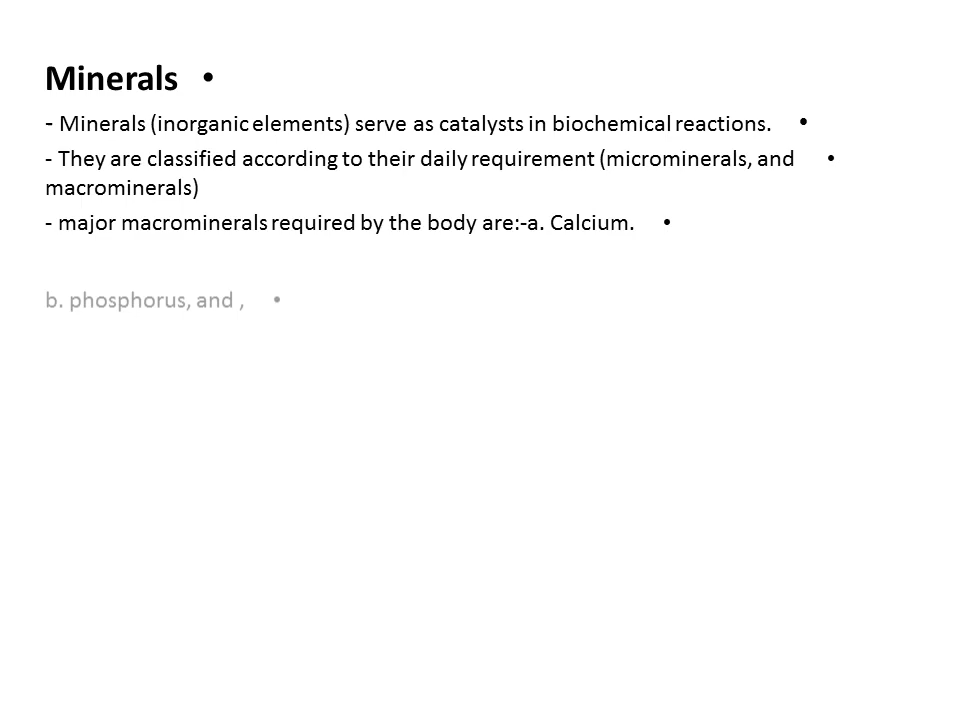 Minerals •
- Minerals (inorganic elements) serve as catalysts in biochemical reactions. •
- They are classified according to their daily requirement (microminerals, and •
macrominerals)
- major macrominerals required by the body are:-a. Calcium. •
b. phosphorus, and , •